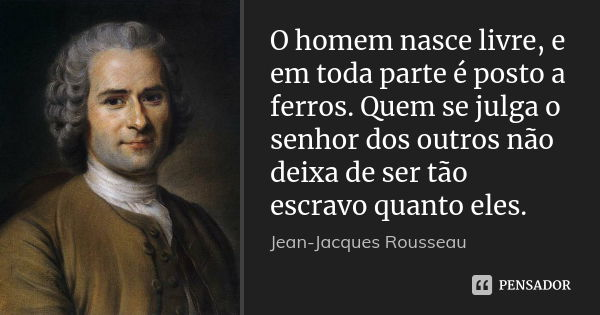 O homem nasce livre, e
em toda parte é posto a
ferros. Quem se julga o
senhor dos outros não
deixa de ser tão
escravo quanto eles.
Jean-Jacques Rousseau
PENSADOR